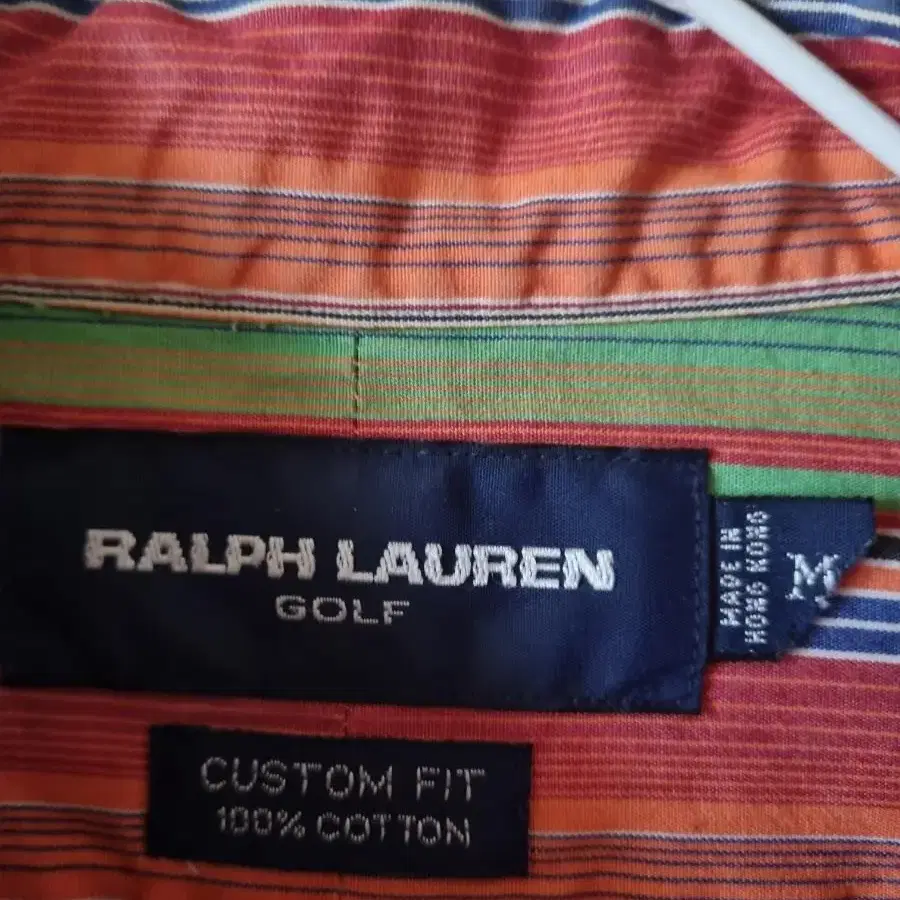 RALPH LAUREN
GOLF
MADE IN
HONG KONG
M
CUSTOM FIT
100% COTTON